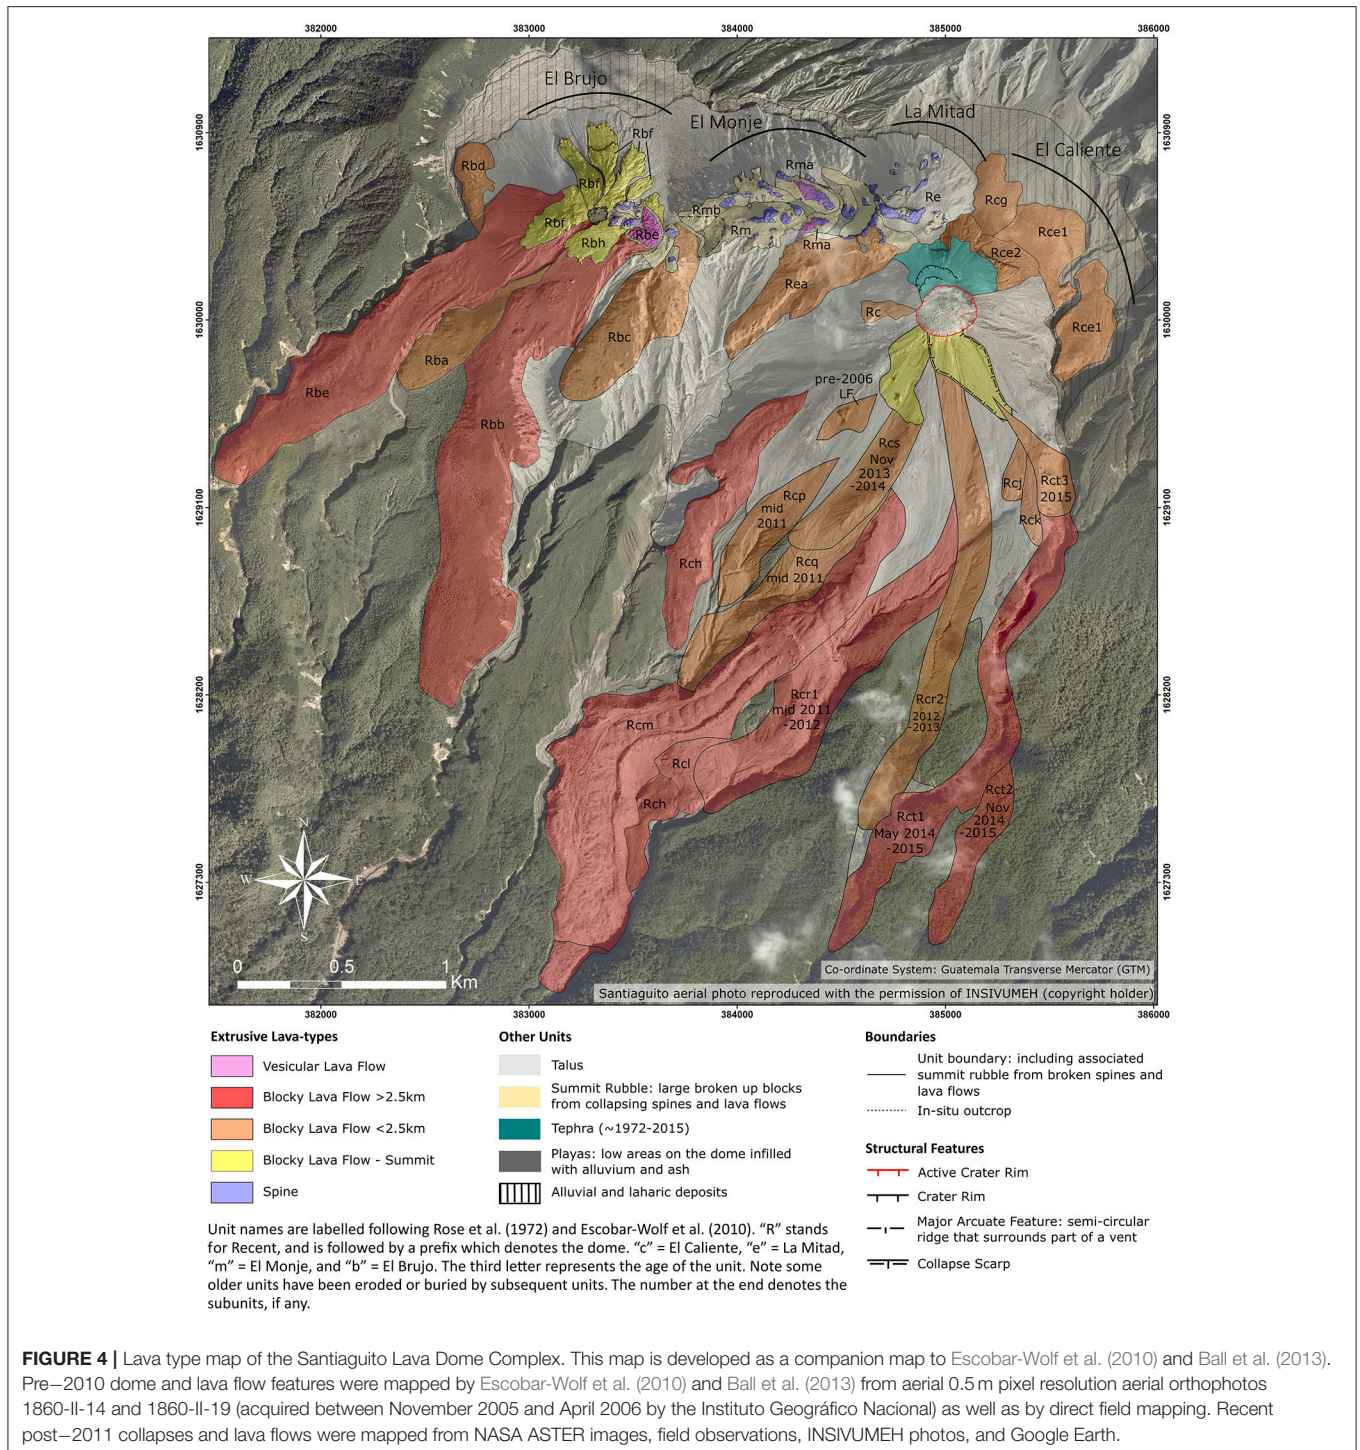 382000 383000 384000 385000 386000
El Brujo
La Mitad
El Monje
El Caliente
1630900
1630900
Rbf
Rbd
Rbf
Rma
Rcg
Re
Rmb
Rbf
Rm
Rbe
Rbh
Rma
Rce1
Rce2
Rea
Rc
1630000
1630000
Rce1
Rbc
Rba
pre-2006
LF
Rbe
Rbb
Rcs
Nov
2013
-2014
Rcj
Rct3
2015
Rcp
mid
2011
Rck
1629100
1629100
Rch
Rcq
mid 2011
1628200
1628200
Rcr1
mid 2011
-2012
Rcr2
2012
-2013
Rcm
Rcl
Rch
Rct2
Nov
2014
-2015
Rct1
May 2014
-2015
1627300
1627300
N
W E
S
0 0.5 1
Km
Co-ordinate System: Guatemala Transverse Mercator (GTM)
Santiaguito aerial photo reproduced with the permission of INSIVUMEH (copyright holder)
382000 383000 384000 385000 386000
Extrusive Lava-types
Vesicular Lava Flow
Blocky Lava Flow >2.5km
Blocky Lava Flow <2.5km
Blocky Lava Flow - Summit
Spine
Other Units
Talus
Summit Rubble: large broken up blocks
from collapsing spines and lava flows
Tephra (~1972-2015)
Playas: low areas on the dome infilled
with alluvium and ash
Alluvial and laharic deposits
Boundaries
Unit boundary: including associated
summit rubble from broken spines and
lava flows
In-situ outcrop
Structural Features
Active Crater Rim
Crater Rim
Major Arcuate Feature: semi-circular
ridge that surrounds part of a vent
Collapse Scarp
Unit names are labelled following Rose et al. (1972) and Escobar-Wolf et al. (2010). “R” stands
for Recent, and is followed by a prefix which denotes the dome. “c” = El Caliente, “e” = La Mitad,
“m” = El Monje, and “b” = El Brujo. The third letter represents the age of the unit. Note some
older units have been eroded or buried by subsequent units. The number at the end denotes the
subunits, if any.
FIGURE 4 | Lava type map of the Santiaguito Lava Dome Complex. This map is developed as a companion map to Escobar-Wolf et al. (2010) and Ball et al. (2013).
Pre−2010 dome and lava flow features were mapped by Escobar-Wolf et al. (2010) and Ball et al. (2013) from aerial 0.5 m pixel resolution aerial orthophotos
1860-II-14 and 1860-II-19 (acquired between November 2005 and April 2006 by the Instituto Geográfico Nacional) as well as by direct field mapping. Recent
post−2011 collapses and lava flows were mapped from NASA ASTER images, field observations, INSIVUMEH photos, and Google Earth.